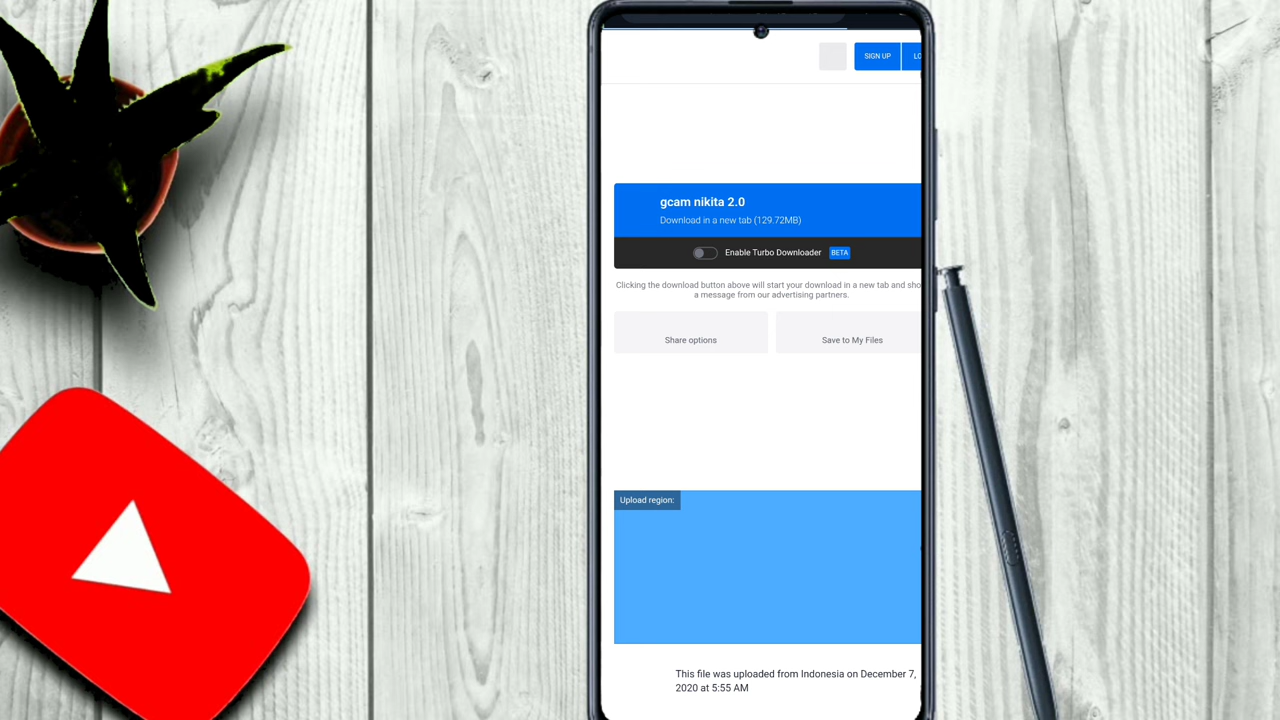 SIGN UP
gcam nikita 2.0
Download in a new tab (129.72MB)
Enable Turbo Downloader BETA
Clicking the download button above will start your download in a new tab and
a message from our advertising partners.
Share options
Save to My Files
Upload region:
This file was uploaded from Indonesia on December 7,
2020 at 5:55 AM